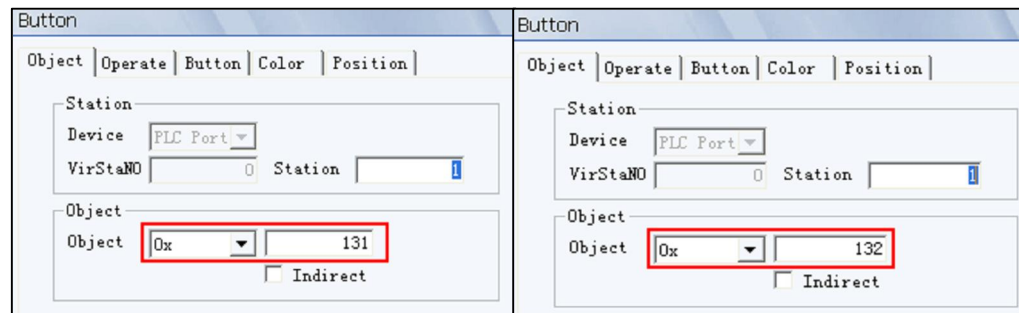 Button
Object Operate Button Color Position
Station
Device PLC Port
VirStaNO 0 Station 1
Object
Object 0x 131
Indirect
Button
Object Operate Button Color Position
Station
Device PLC Port
VirStaNO 0 Station 1
Object
Object 0x 132
Indirect